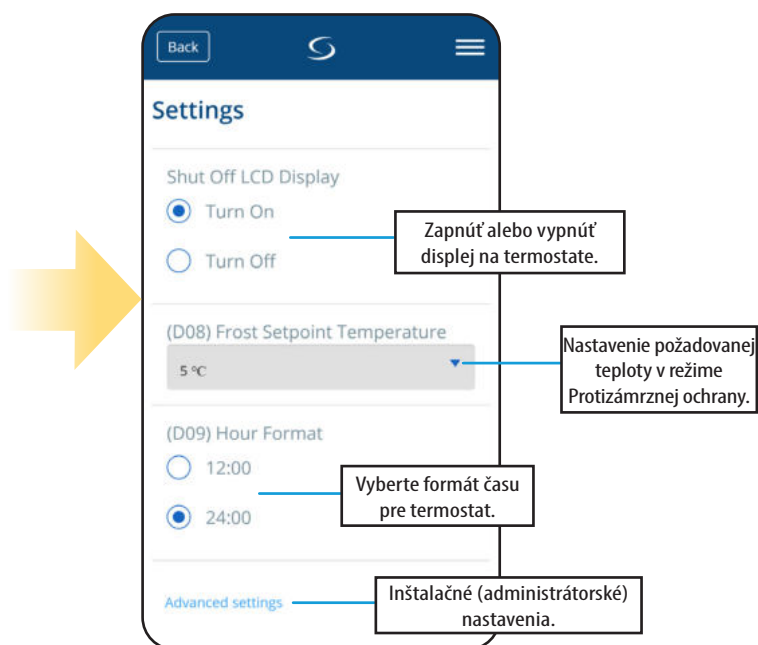 Back
Settings
Shut Off LCD Display
Turn On
Turn Off
Zapnúť alebo vypnúť
displej na termostate.
(D08) Frost Setpoint Temperature
5 °C
Nastavenie požadovanej
teploty v režime
Protizámrznej ochrany.
(D09) Hour Format
12:00
24:00
Vyberte formát času
pre termostat.
Advanced settings
Inštalačné (administrátorské)
nastavenia.